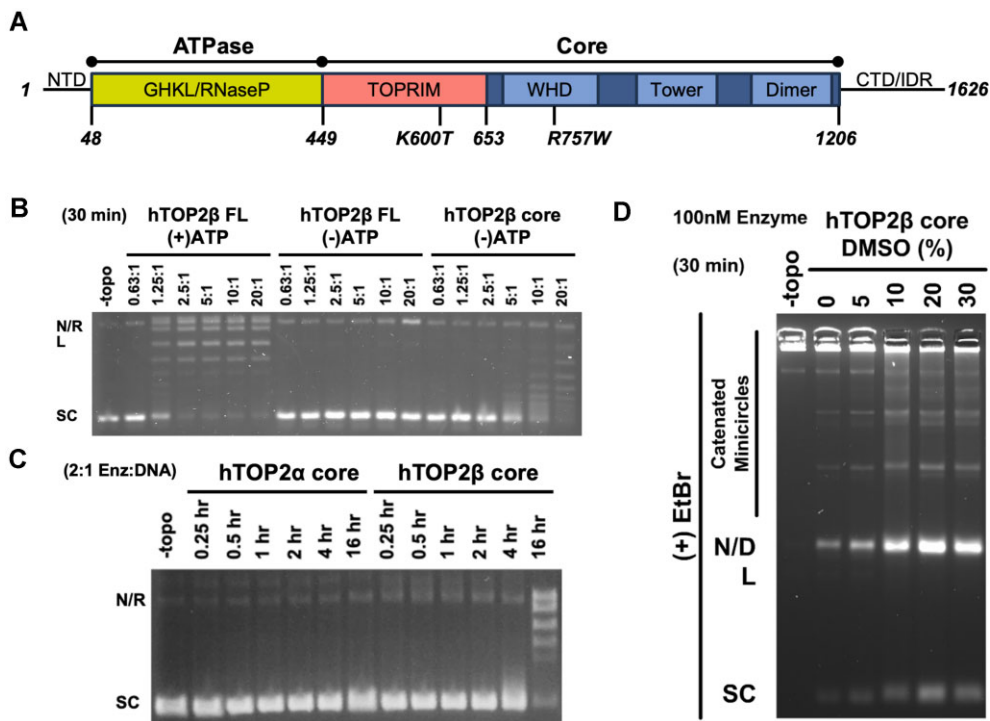 A
ATPase Core
1 NTD GHKL/RNaseP TOPRIM WHD Tower Dimer CTD/IDR 1626
48 449 K600T 653 R757W 1206
B
(30 min) hTOP2β FL hTOP2β FL hTOP2β core
(+)ATP (-)ATP (-)ATP
-topo 0.63:1 1.25:1 2.5:1 5:1 10:1 20:1 0.63:1 1.25:1 2.5:1 5:1 10:1 20:1 0.63:1 1.25:1 2.5:1 5:1 10:1 20:1
N/R
L
SC
C
(2:1 Enz:DNA) hTOP2α core hTOP2β core
-topo 0.25 hr 0.5 hr 1 hr 2 hr 4 hr 16 hr 0.25 hr 0.5 hr 1 hr 2 hr 4 hr 16 hr
N/R
SC
D
100nM Enzyme hTOP2β core
DMSO (%)
(30 min)
-topo 0 5 10 20 30
(+) EtBr
Catenated
Minicircles
N/D
L
SC